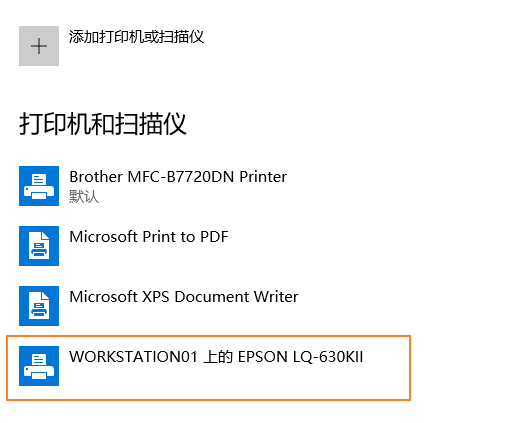 添加打印机或扫描仪
打印机和扫描仪
Brother MFC-B7720DN Printer
默认
Microsoft Print to PDF
Microsoft XPS Document Writer
WORKSTATION01 上的 EPSON LQ-630KII